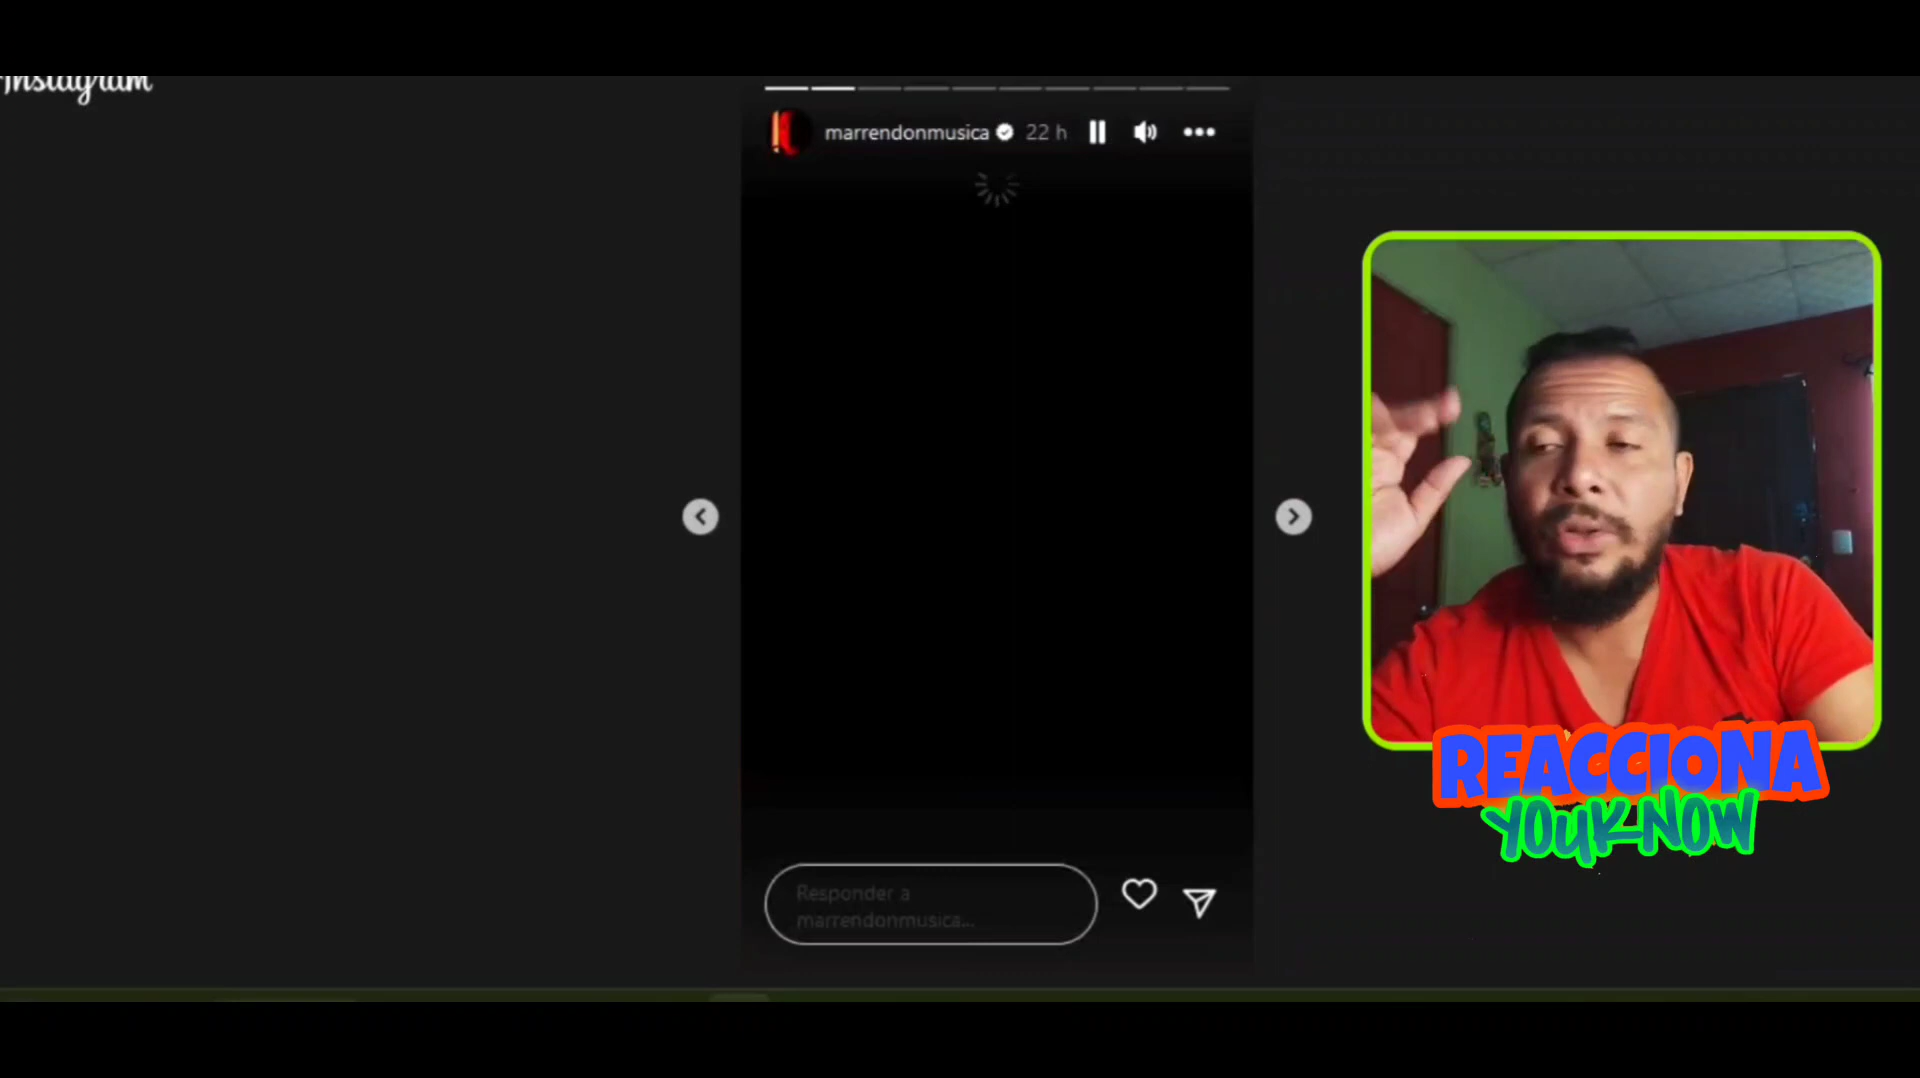 Instagram
marrendonmusica 22 h
Responder a
marrendonmusica...
REACCIONA
YOUKNOW